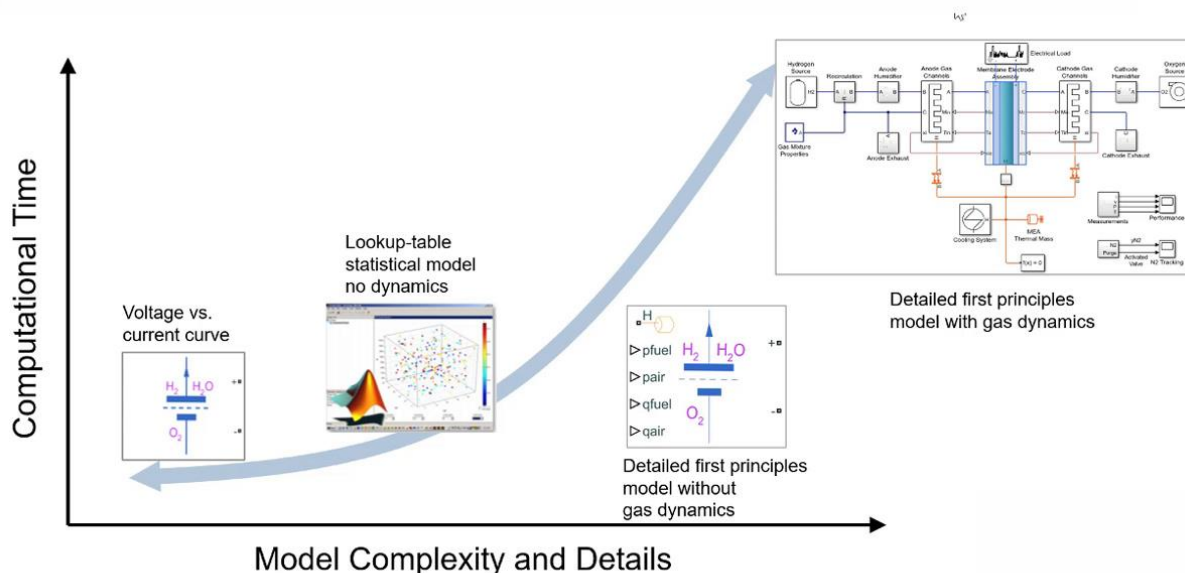 Computational Time
Model Complexity and Details
Voltage vs.
current curve
H2 H2O
+
-
O2
Lookup-table
statistical model
no dynamics
H
pfuel
pair
qfuel
qair
H2 H2O
O2
+
-
Detailed first principles
model without
gas dynamics
Electrical Load
Hydrogen
Source
H2
Recirculation
A B
Anode
Humidifier
A B
Anode Gas
Channels
Membrane Electrode
Assembly
Cathode Gas
Channels
Cathode
Humidifier
B A
Oxygen
Source
O2
Gas Mixture
Properties
Anode Exhaust
Cathode Exhaust
Cooling System
MEA
Thermal Mass
f(x) = 0
Measurements
Performance
N2
Purge
yN2
Activated
Valve
N2 Tracking
Detailed first principles
model with gas dynamics